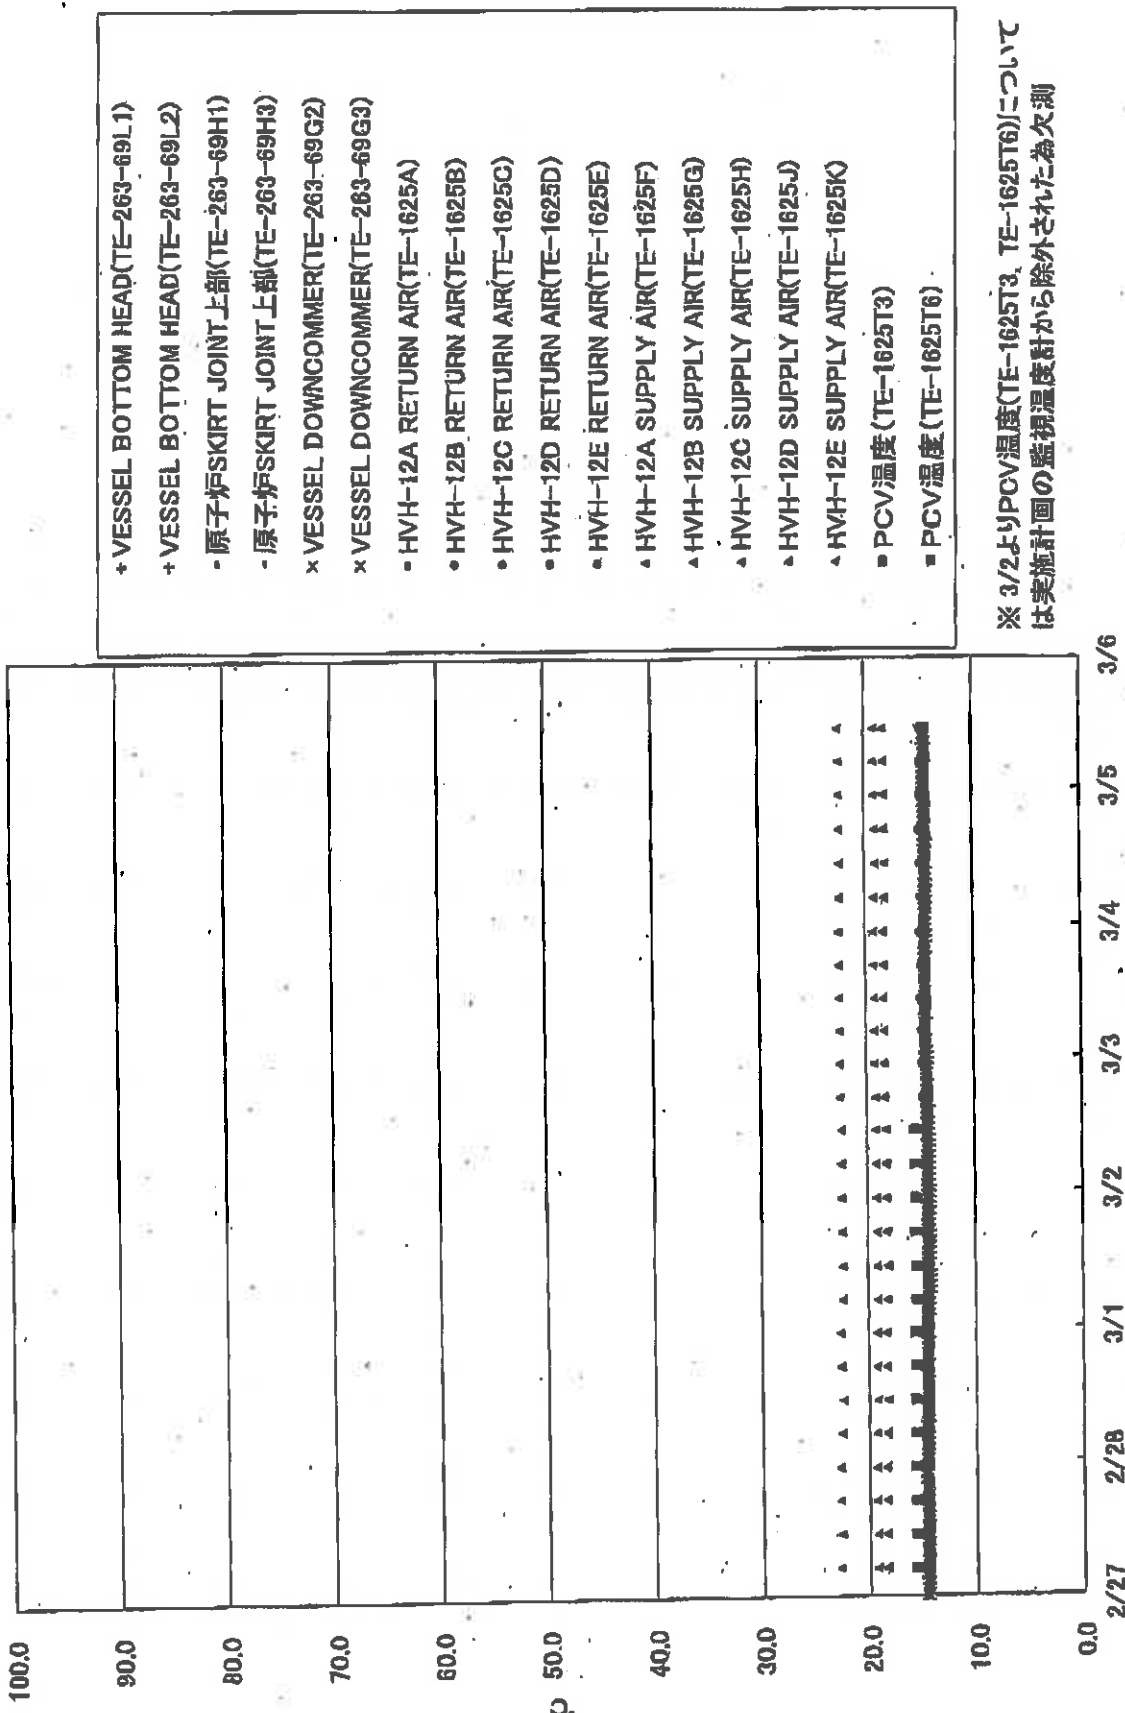 100.0
90.0
80.0
70.0
60.0
50.0
40.0
30.0
20.0
10.0
0.0
℃
2/27
2/28
3/1
3/2
3/3
3/4
3/5
3/6
+ VESSEL BOTTOM HEAD(TE-263-69L1)
+ VESSEL BOTTOM HEAD(TE-263-69L2)
- 原子炉SKIRT JOINT上部(TE-263-69H1)
- 原子炉SKIRT JOINT上部(TE-263-69H3)
× VESSEL DOWNCOMMER(TE-263-69G2)
× VESSEL DOWNCOMMER(TE-263-69G3)
● HVH-12A RETURN AIR(TE-1625A)
● HVH-12B RETURN AIR(TE-1625B)
● HVH-12C RETURN AIR(TE-1625C)
● HVH-12D RETURN AIR(TE-1625D)
● HVH-12E RETURN AIR(TE-1625E)
▲ HVH-12A SUPPLY AIR(TE-1625F)
▲ HVH-12B SUPPLY AIR(TE-1625G)
▲ HVH-12C SUPPLY AIR(TE-1625H)
▲ HVH-12D SUPPLY AIR(TE-1625J)
▲ HVH-12E SUPPLY AIR(TE-1625K)
■ PCV温度(TE-1625T3)
■ PCV温度(TE-1625T6)
※ 3/2よりPCV温度(TE-1625T3、TE-1625T6)について
は実施計画の監視温度計から除外された為欠測